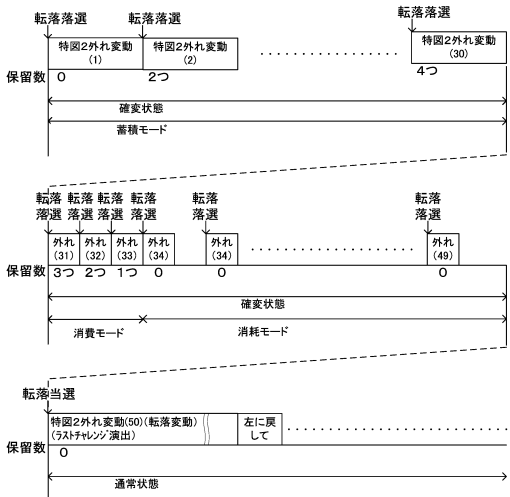 転落落選 転落落選 転落落選
特図2外れ変動 特図2外れ変動 特図2外れ変動
(1) (2) (30)
保留数 0 2つ 4つ
確変状態
蓄積モード
転落 転落 転落 転落 転落 転落
落選 落選 落選 落選 落選 落選
外れ 外れ 外れ 外れ 外れ 外れ
(31) (32) (33) (34) (34) (49)
保留数 3つ 2つ 1つ 0 0 0
確変状態
消費モード 消耗モード
転落当選
特図2外れ変動(50)(転落変動) 左に戻
(ラストチャレンジ演出) して
保留数 0
通常状態